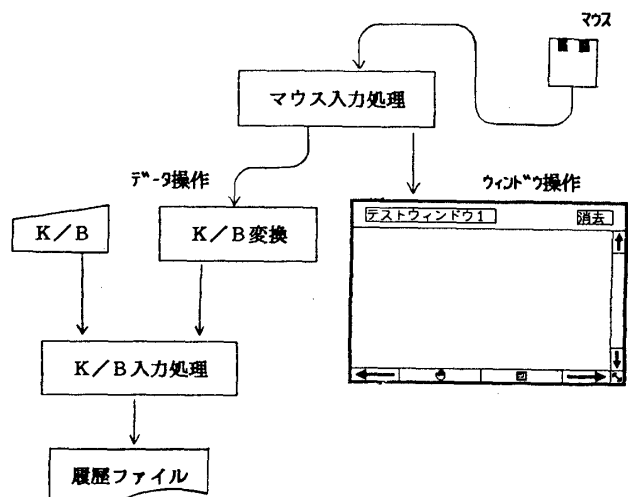 マウス
マウス入力処理
データ操作
ウィンドウ操作
テストウィンドウ1
消去
K／B
K／B変換
K／B入力処理
履歴ファイル